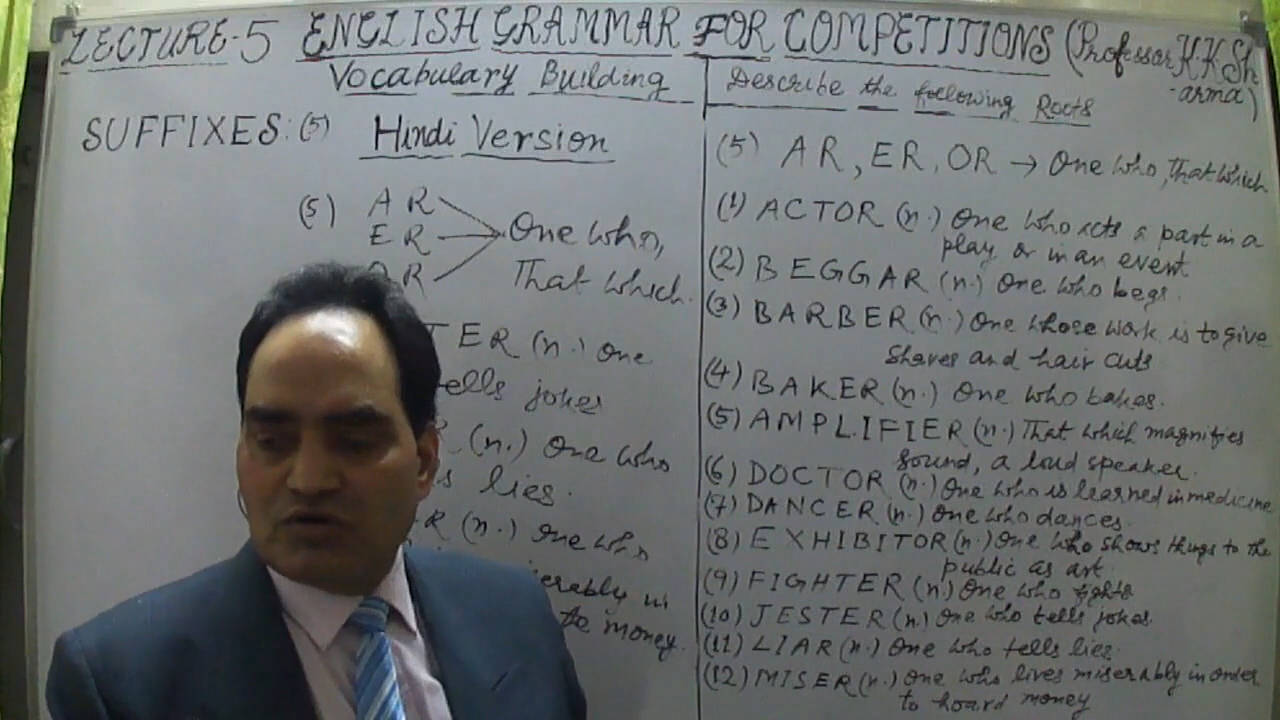 LECTURE-5 ENGLISH GRAMMAR FOR COMPETITIONS (Professor KKSh
arma)
Vocabulary Building
SUFFIXES: (5) Hindi Version
(5) AR
ER
OR
One who,
That which.
TER (n.) One
tells jokes
R (n.) One who
s lies.
R (n.) One who
erably in
to money.
Describe the following Roots
(5) AR, ER, OR → One who, That which
(1) ACTOR (n.) One who acts a part in a
play or in an event
(2) BEGGAR (n.) One who begs.
(3) BARBER (n.) One whose work is to give
Shaves and hair cuts
(4) BAKER (n.) One who bakes.
(5) AMPLIFIER (n.) That which magnifies
Sound, a loud speaker.
(6) DOCTOR (n.) One who is learned in medicine
(7) DANCER (n.) One who dances.
(8) EXHIBITOR (n.) One who shows things to the
public as art
(9) FIGHTER (n.) One who fights
(10) JESTER (n) One who tells jokes
(11) LIAR (n.) One who tells lies.
(12) MISER (n.) One who lives miserably in order
to hoard money